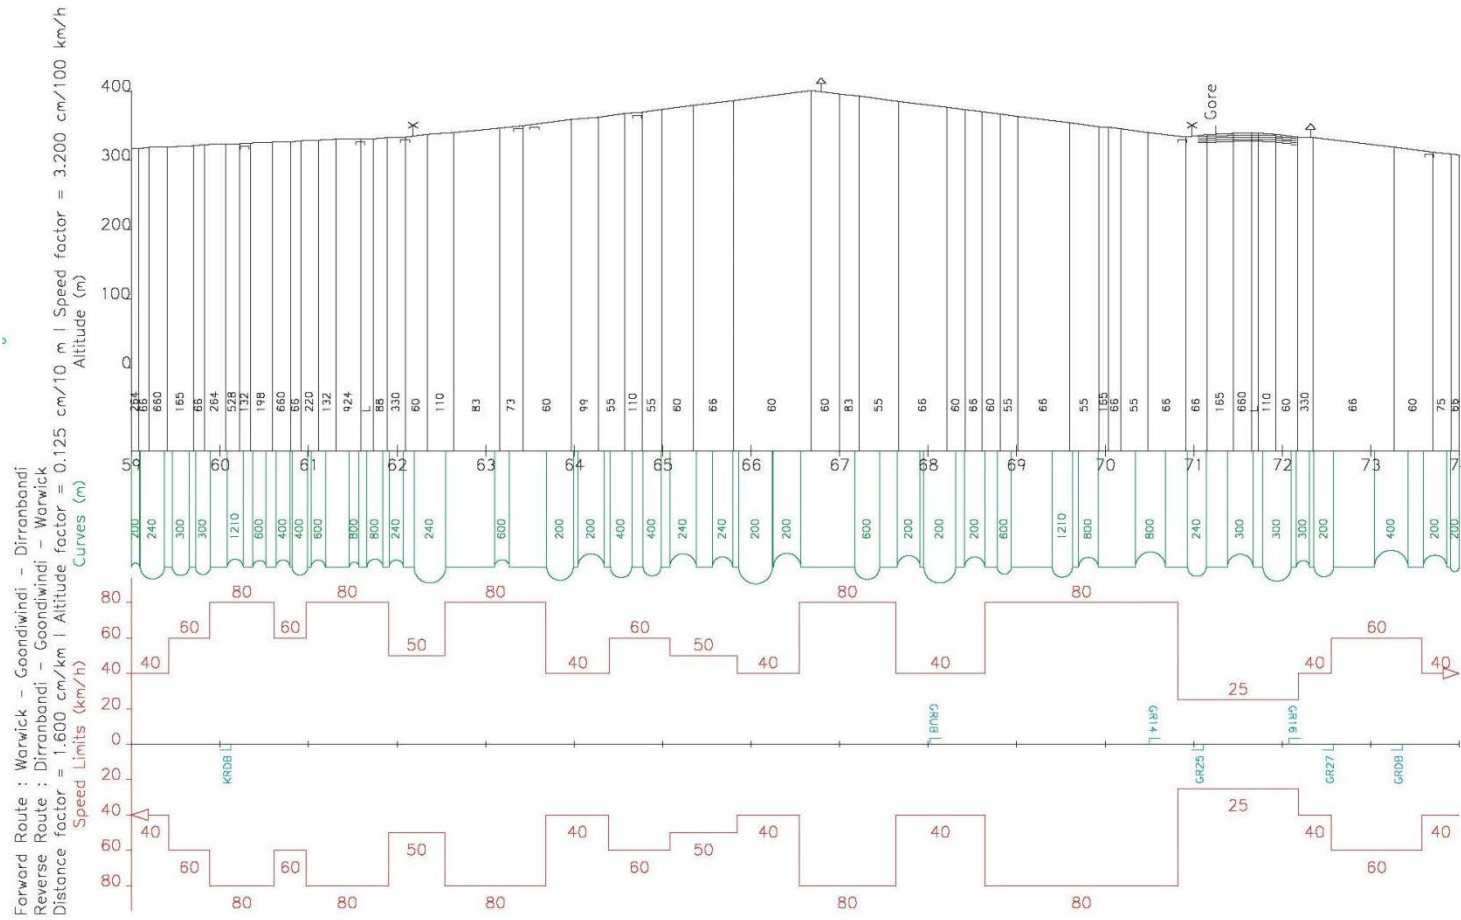 Forward Route : Warwick - Goondiwindi - Dirranbandi
Reverse Route : Dirranbandi - Goondiwindi - Warwick
Distance factor = 1.600 cm/km | Altitude factor = 0.125 cm/10 m | Speed factor = 3.200 cm/100 km/h
Altitude (m)
400
300
200
100
0
Gore
X X
264 66 660 165 66 264 528 132 198 660 66 220 132 924 L 88 330 60 110 83 73 60 99 55 110 55 60 66 60 60 83 55 66 60 66 60 55 66 55 165 66 55 66 66 165 660 L 110 60 330 66 60 75 66
59 60 61 62 63 64 65 66 67 68 69 70 71 72 73
Curves (m)
200 240 300 300 1210 600 400 400 600 800 800 240 240 600 200 200 400 400 240 240 200 200 600 200 200 200 600 1210 800 800 240 300 300 300 200 400 200 200
Speed Limits (km/h)
80
60
40
20
0
20
40
60
80
40 60 80 60 80 50 80 40 60 50 40 80 40 80 25 40 60 40
GRUB GR14 GR16
KRDB GR25 GR27 GRDB
40 60 80 60 80 50 80 40 60 50 40 80 40 80 25 40 60 40